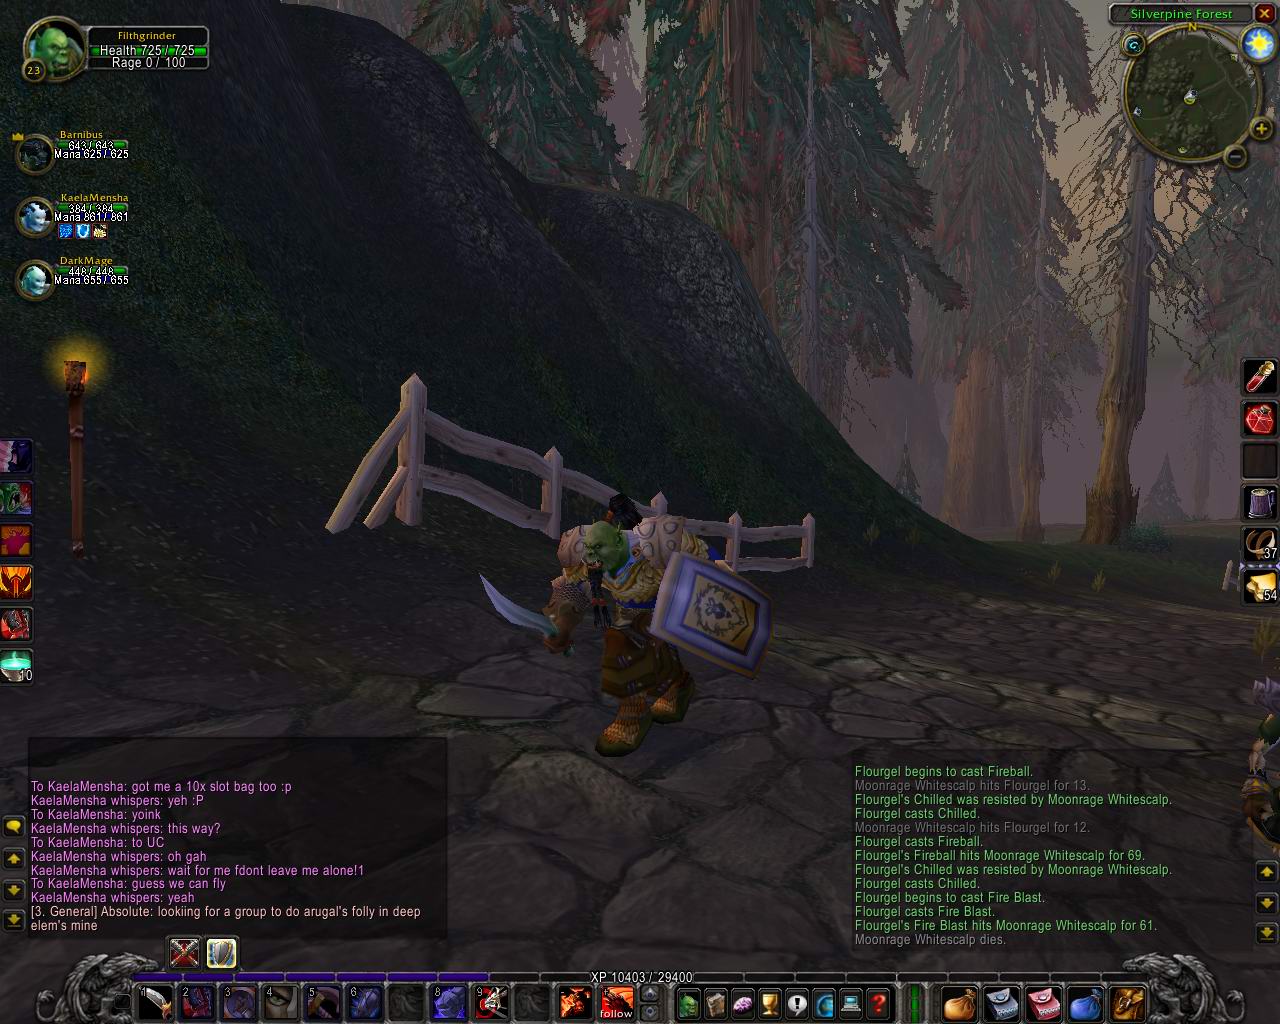 Filthgrinder
Health 725 / 725
Rage 0 / 100
23
Silverpine Forest
N
Barnibus
643 / 643
Mana 625 / 625
KaelaMensha
384 / 384
Mana 861 / 861
DarkMage
448 / 448
Mana 655 / 655
10
37
54
To KaelaMensha: got me a 10x slot bag too :p
KaelaMensha whispers: yeh :P
To KaelaMensha: yoink
KaelaMensha whispers: this way?
To KaelaMensha: to UC
KaelaMensha whispers: oh gah
KaelaMensha whispers: wait for me fdont leave me alone!1
To KaelaMensha: guess we can fly
KaelaMensha whispers: yeah
[3. General] Absolute: lookiing for a group to do arugal's folly in deep
elem's mine
Flourgel begins to cast Fireball.
Moonrage Whitescalp hits Flourgel for 13.
Flourgel's Chilled was resisted by Moonrage Whitescalp.
Flourgel casts Chilled.
Moonrage Whitescalp hits Flourgel for 12.
Flourgel casts Fireball.
Flourgel's Fireball hits Moonrage Whitescalp for 69.
Flourgel's Chilled was resisted by Moonrage Whitescalp.
Flourgel casts Chilled.
Flourgel begins to cast Fire Blast.
Flourgel casts Fire Blast.
Flourgel's Fire Blast hits Moonrage Whitescalp for 61.
Moonrage Whitescalp dies.
XP 10403 / 29400
1 2 3 4 5 6 8 9
follow